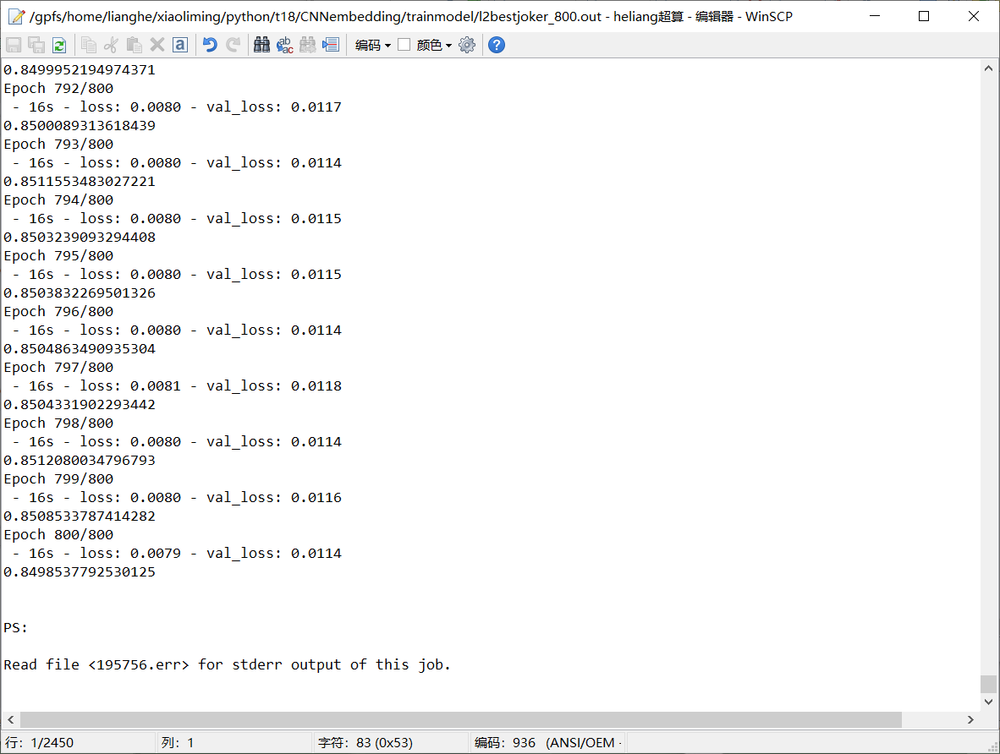 /gpfs/home/lianghe/xiaoliming/python/t18/CNNembedding/trainmodel/l2bestjoker_800.out - heliang超算 - 编辑器 - WinSCP
编码 颜色
0.8499952194974371
Epoch 792/800
 - 16s - loss: 0.0080 - val_loss: 0.0117
0.8500089313618439
Epoch 793/800
 - 16s - loss: 0.0080 - val_loss: 0.0114
0.8511553483027221
Epoch 794/800
 - 16s - loss: 0.0080 - val_loss: 0.0115
0.8503239093294408
Epoch 795/800
 - 16s - loss: 0.0080 - val_loss: 0.0115
0.8503832269501326
Epoch 796/800
 - 16s - loss: 0.0080 - val_loss: 0.0114
0.8504863490935304
Epoch 797/800
 - 16s - loss: 0.0081 - val_loss: 0.0118
0.8504331902293442
Epoch 798/800
 - 16s - loss: 0.0080 - val_loss: 0.0114
0.8512080034796793
Epoch 799/800
 - 16s - loss: 0.0080 - val_loss: 0.0116
0.8508533787414282
Epoch 800/800
 - 16s - loss: 0.0079 - val_loss: 0.0114
0.8498537792530125
PS:
Read file <195756.err> for stderr output of this job.
行：1/2450 列：1 字符：83 (0x53) 编码：936 (ANSI/OEM -